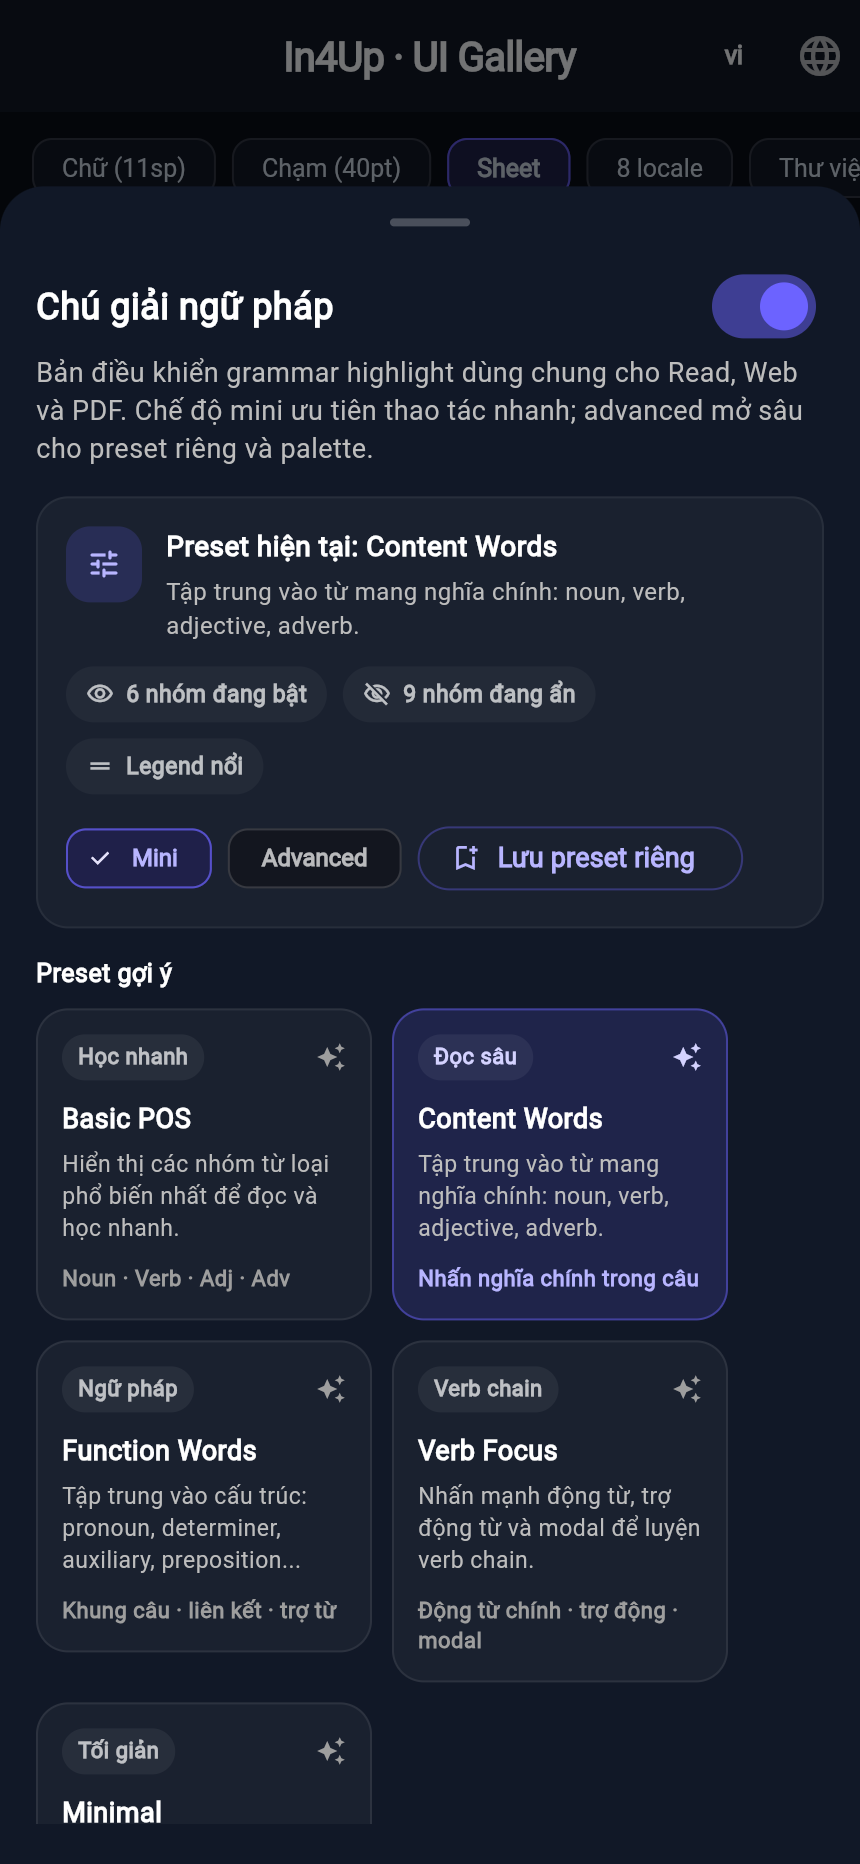 In4Up · UI Gallery
vi
Chữ (11sp)
Chạm (40pt)
Sheet
8 locale
Thư việ
Chú giải ngữ pháp
Bản điều khiển grammar highlight dùng chung cho Read, Web
và PDF. Chế độ mini ưu tiên thao tác nhanh; advanced mở sâu
cho preset riêng và palette.
Preset hiện tại: Content Words
Tập trung vào từ mang nghĩa chính: noun, verb,
adjective, adverb.
6 nhóm đang bật
9 nhóm đang ẩn
Legend nổi
Mini
Advanced
Lưu preset riêng
Preset gợi ý
Học nhanh
Basic POS
Hiển thị các nhóm từ loại
phổ biến nhất để đọc và
học nhanh.
Noun · Verb · Adj · Adv
Đọc sâu
Content Words
Tập trung vào từ mang
nghĩa chính: noun, verb,
adjective, adverb.
Nhấn nghĩa chính trong câu
Ngữ pháp
Function Words
Tập trung vào cấu trúc:
pronoun, determiner,
auxiliary, preposition...
Khung câu · liên kết · trợ từ
Verb chain
Verb Focus
Nhấn mạnh động từ, trợ
động từ và modal để luyện
verb chain.
Động từ chính · trợ động ·
modal
Tối giản
Minimal